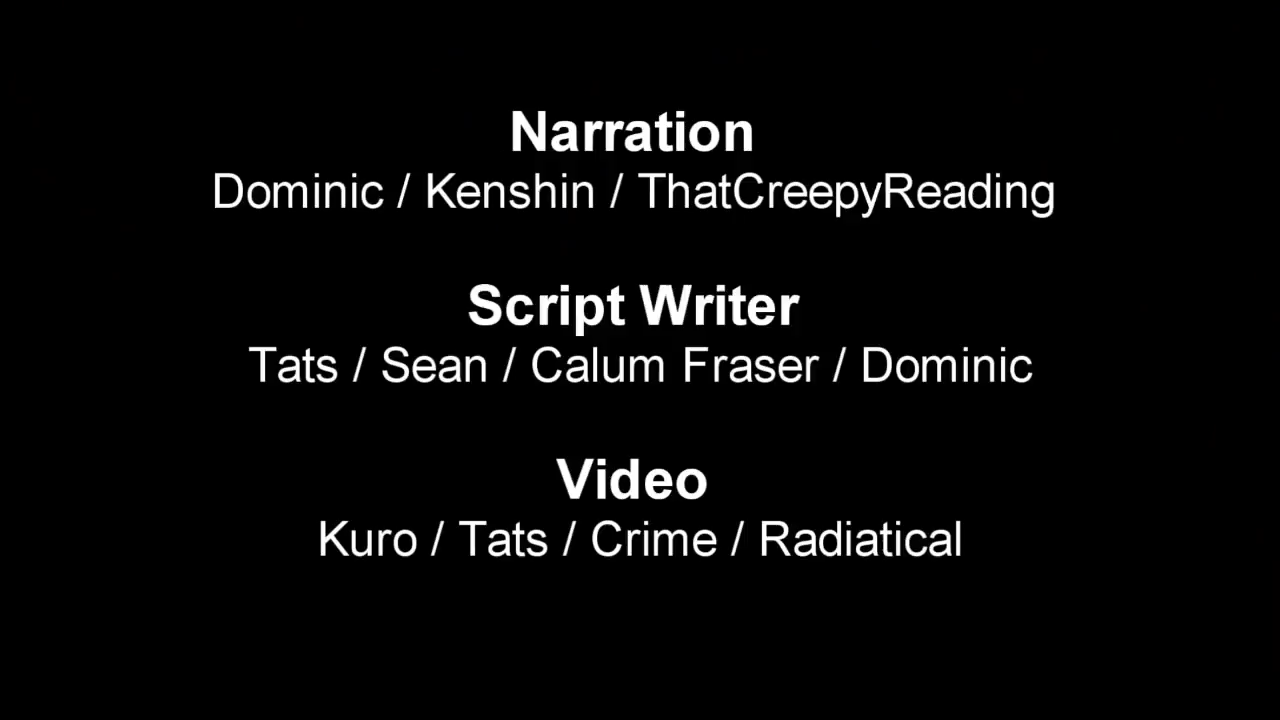 Narration
Dominic / Kenshin / ThatCreepyReading
Script Writer
Tats / Sean / Calum Fraser / Dominic
Video
Kuro / Tats / Crime / Radiatical